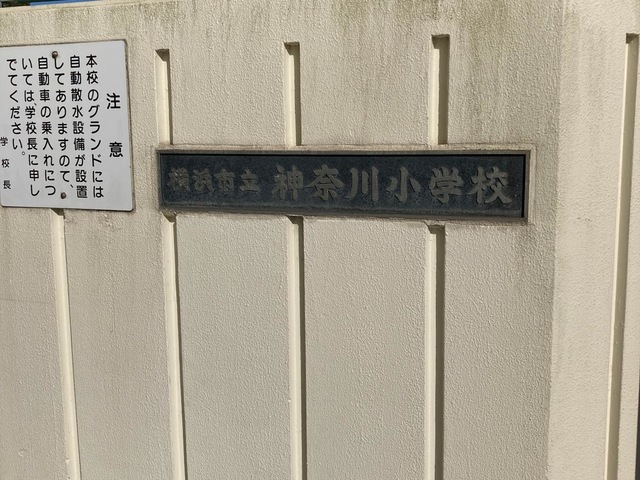 注意
本校のグランドには
自動散水設備が設置
してありますので、
自動車の乗入れにつ
いては学校長に申し
でてください。
学校長
横浜市立 神奈川小学校